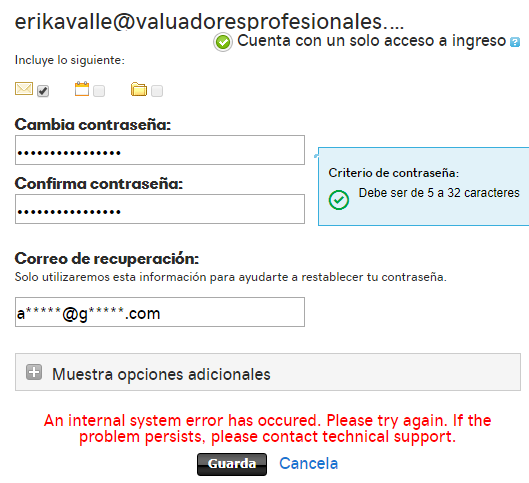 erikavalle@valuadoresprofesionales....
Cuenta con un solo acceso a ingreso ?
Incluye lo siguiente:
Cambia contraseña:
••••••••••••••••
Criterio de contraseña:
Debe ser de 5 a 32 caracteres
Confirma contraseña:
••••••••••••••••
Correo de recuperación:
Solo utilizaremos esta información para ayudarte a restablecer tu contraseña.
a*****@g*****.com
Muestra opciones adicionales
An internal system error has occured. Please try again. If the
problem persists, please contact technical support.
Guarda Cancela